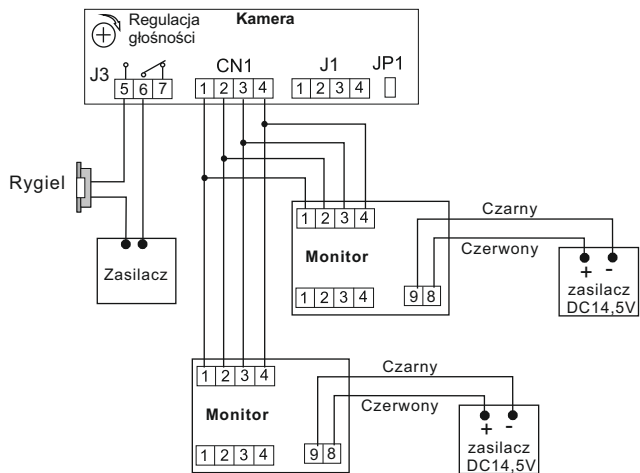 Regulacja
głośności
Kamera
J3
CN1
J1
JP1
5 6 7
1 2 3 4
1 2 3 4
Rygiel
Zasilacz
1 2 3 4
Monitor
1 2 3 4
9 8
Czarny
Czerwony
+ -
zasilacz
DC14,5V
1 2 3 4
Monitor
1 2 3 4
9 8
Czarny
Czerwony
+ -
zasilacz
DC14,5V